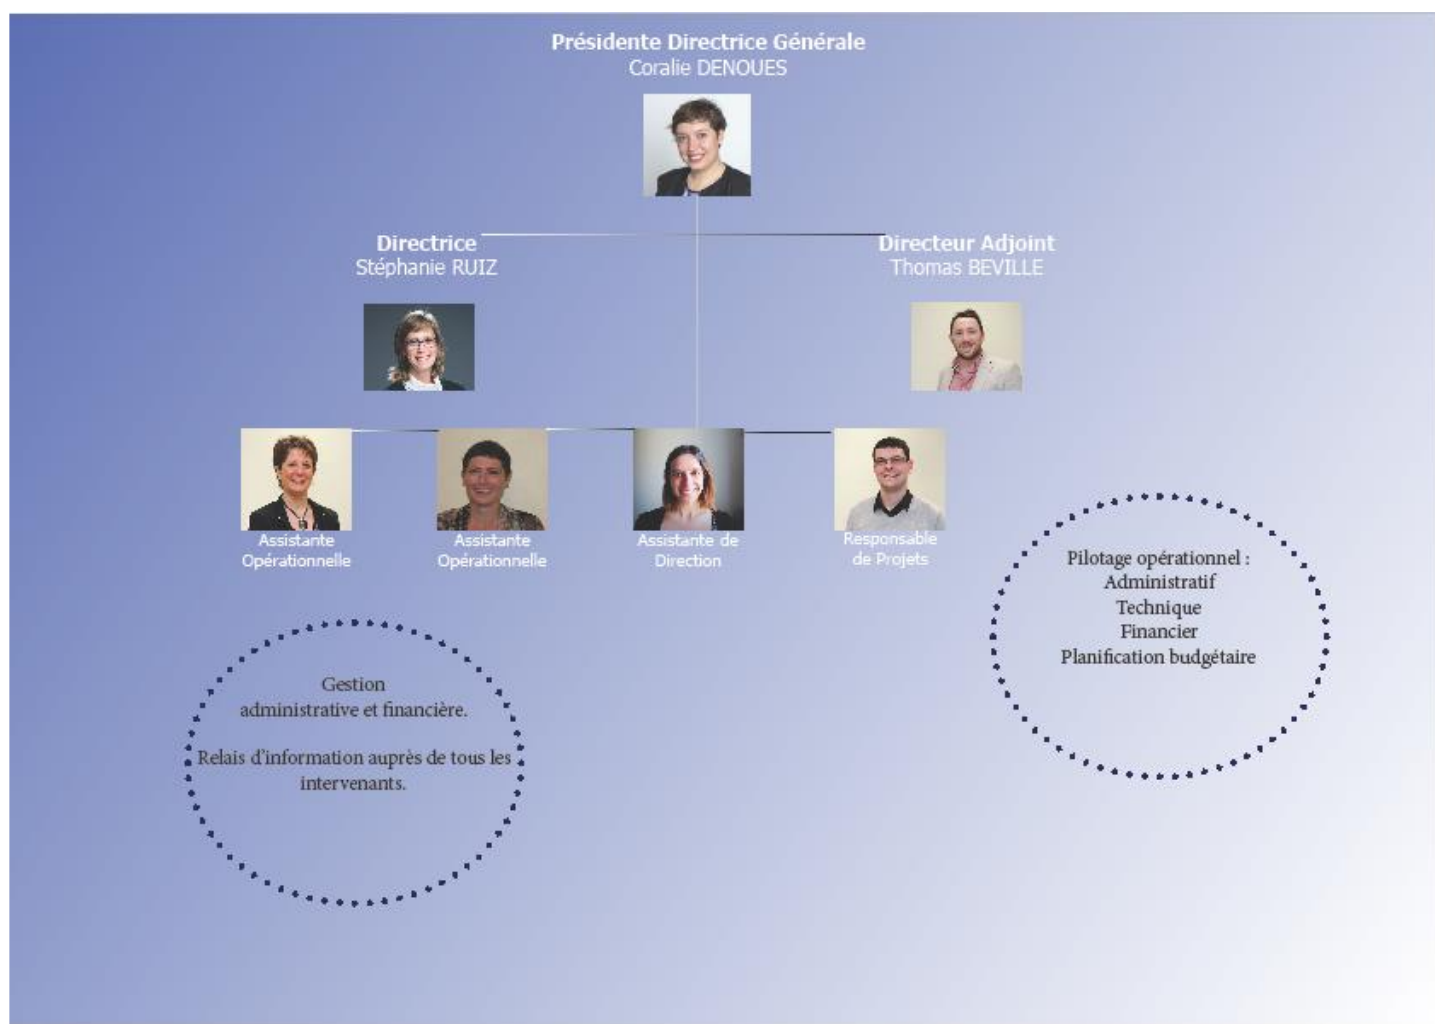 Présidente Directrice Générale
Coralie DENOUES
Directrice
Stéphanie RUIZ
Directeur Adjoint
Thomas BEVILLE
Assistante
Opérationnelle
Assistante
Opérationnelle
Assistante de
Direction
Responsable
de Projets
Pilotage opérationnel :
Administratif
Technique
Financier
Planification budgétaire
Gestion
administrative et financière.
Relais d’information auprès de tous les
intervenants.